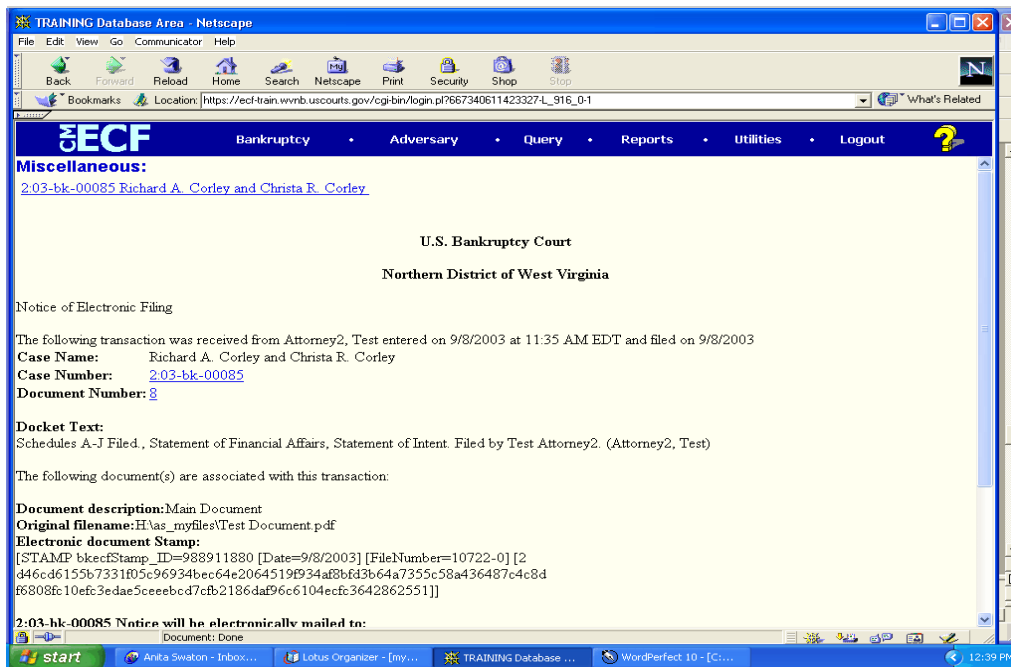 TRAINING Database Area - Netscape
File Edit View Go Communicator Help
Back Forward Reload Home Search Netscape Print Security Shop Stop
Bookmarks Location: https://ecf-train.wvnb.uscourts.gov/cgi-bin/login.pl?667340611423327-L_916_0-1 What's Related
CM ECF Bankruptcy • Adversary • Query • Reports • Utilities • Logout ?
Miscellaneous:
2:03-bk-00085 Richard A. Corley and Christa R. Corley
U.S. Bankruptcy Court
Northern District of West Virginia
Notice of Electronic Filing
The following transaction was received from Attorney2, Test entered on 9/8/2003 at 11:35 AM EDT and filed on 9/8/2003
Case Name: Richard A. Corley and Christa R. Corley
Case Number: 2:03-bk-00085
Document Number: 8
Docket Text:
Schedules A-J Filed., Statement of Financial Affairs, Statement of Intent. Filed by Test Attorney2. (Attorney2, Test)
The following document(s) are associated with this transaction:
Document description:Main Document
Original filename:H:\as_myfiles\Test Document.pdf
Electronic document Stamp:
[STAMP bkecfStamp_ID=988911880 [Date=9/8/2003] [FileNumber=10722-0] [2
d46cd6155b7331f05c96934bec64e2064519f934af8bfd3b64a7355c58a436487c4c8d
f6808fc10efc3edae5ceeebcd7cfb2186daf96c6104ecfc3642862551]]
2:03-bk-00085 Notice will be electronically mailed to:
Document: Done
start Anita Swaton - Inbox... Lotus Organizer - [my... TRAINING Database ... WordPerfect 10 - [C:... 12:39 PM